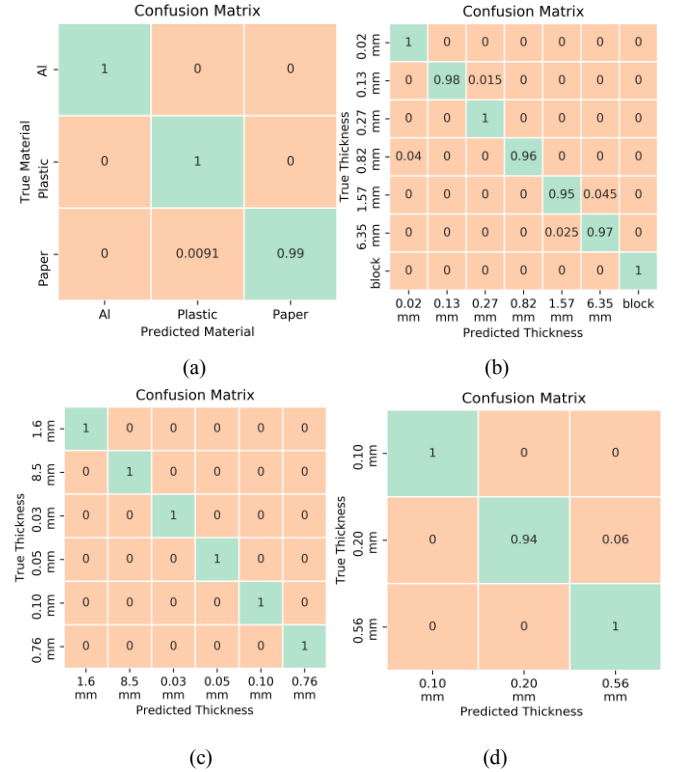 Confusion Matrix
Al
1
0
0
True Material
Plastic
0
1
0
Paper
0
0.0091
0.99
Al
Plastic
Paper
Predicted Material
(a)
Confusion Matrix
True Thickness
0.02
mm
1
0
0
0
0
0
0
0.13
mm
0
0.98
0.015
0
0
0
0
0.27
mm
0
0
1
0
0
0
0
0.82
mm
0.04
0
0
0.96
0
0
0
1.57
mm
0
0
0
0
0.95
0.045
0
6.35
mm
0
0
0
0
0.025
0.97
0
block
0
0
0
0
0
0
1
0.02
mm
0.13
mm
0.27
mm
0.82
mm
1.57
mm
6.35
mm
block
Predicted Thickness
(b)
Confusion Matrix
True Thickness
1.6
mm
1
0
0
0
0
0
8.5
mm
0
1
0
0
0
0
0.03
mm
0
0
1
0
0
0
0.05
mm
0
0
0
1
0
0
0.10
mm
0
0
0
0
1
0
0.76
mm
0
0
0
0
0
1
1.6
mm
8.5
mm
0.03
mm
0.05
mm
0.10
mm
0.76
mm
Predicted Thickness
(c)
Confusion Matrix
True Thickness
0.10
mm
1
0
0
0.20
mm
0
0.94
0.06
0.56
mm
0
0
1
0.10
mm
0.20
mm
0.56
mm
Predicted Thickness
(d)